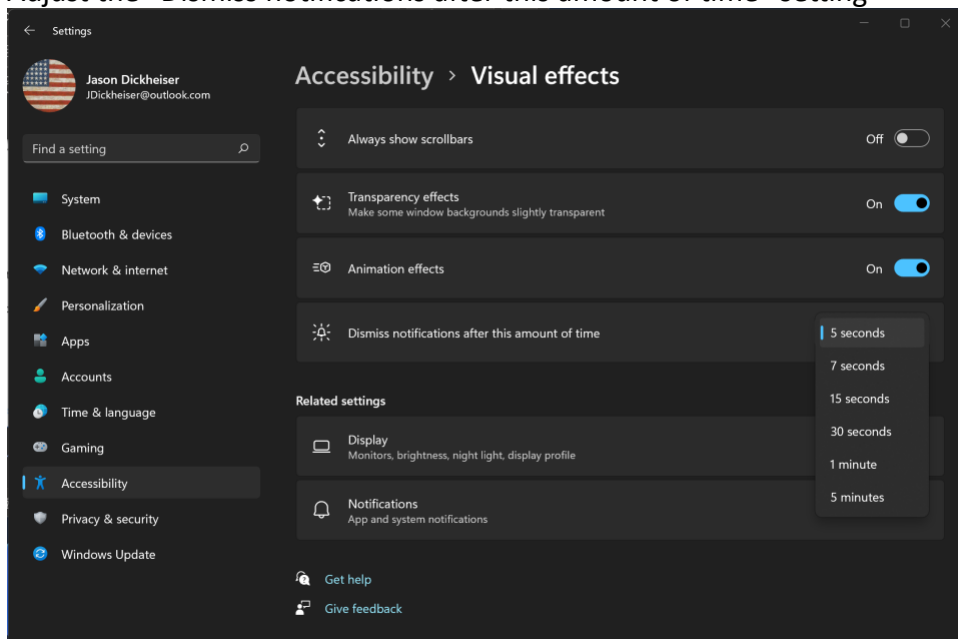 Adjust the "Dismiss notifications after this amount of time" setting
Settings
Jason Dickheiser
JDickheiser@outlook.com
Find a setting
System
Bluetooth & devices
Network & internet
Personalization
Apps
Accounts
Time & language
Gaming
Accessibility
Privacy & security
Windows Update
Accessibility > Visual effects
Always show scrollbars
Off
Transparency effects
Make some window backgrounds slightly transparent
On
Animation effects
On
Dismiss notifications after this amount of time
5 seconds
7 seconds
15 seconds
30 seconds
1 minute
5 minutes
Related settings
Display
Monitors, brightness, night light, display profile
Notifications
App and system notifications
Get help
Give feedback